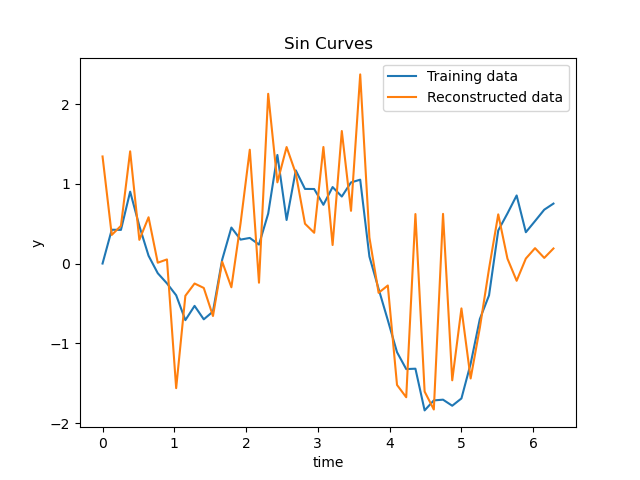 Sin Curves
Training data
Reconstructed data
y
2
1
0
−1
−2
0 1 2 3 4 5 6
time